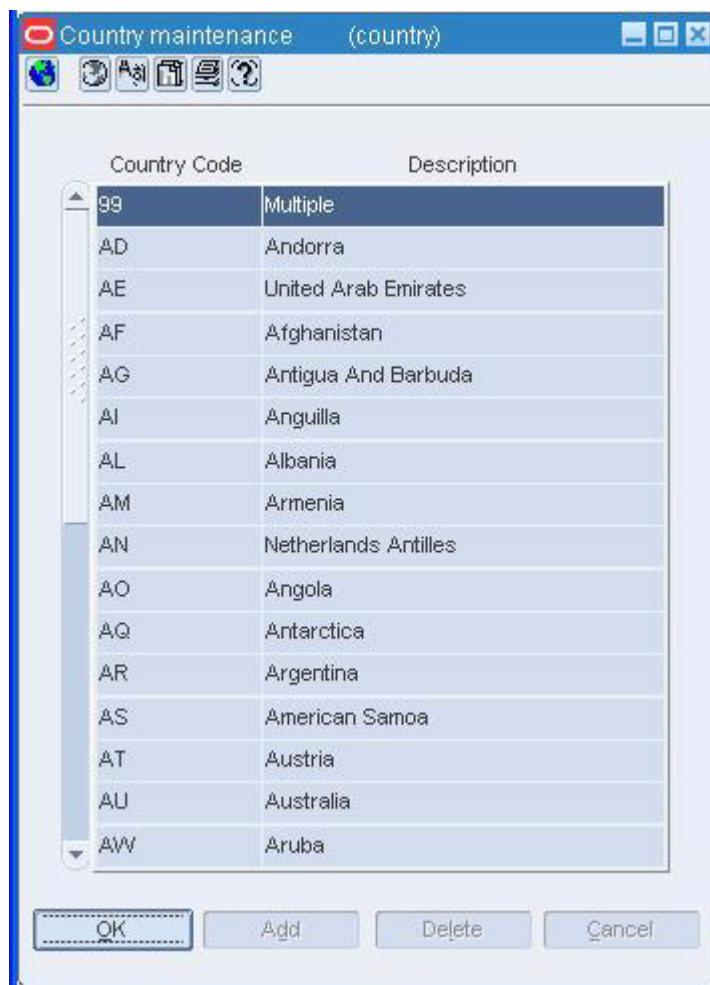 Country maintenance (country)
Country Code Description
99 Multiple
AD Andorra
AE United Arab Emirates
AF Afghanistan
AG Antigua And Barbuda
AI Anguilla
AL Albania
AM Armenia
AN Netherlands Antilles
AO Angola
AQ Antarctica
AR Argentina
AS American Samoa
AT Austria
AU Australia
AW Aruba
OK Add Delete Cancel